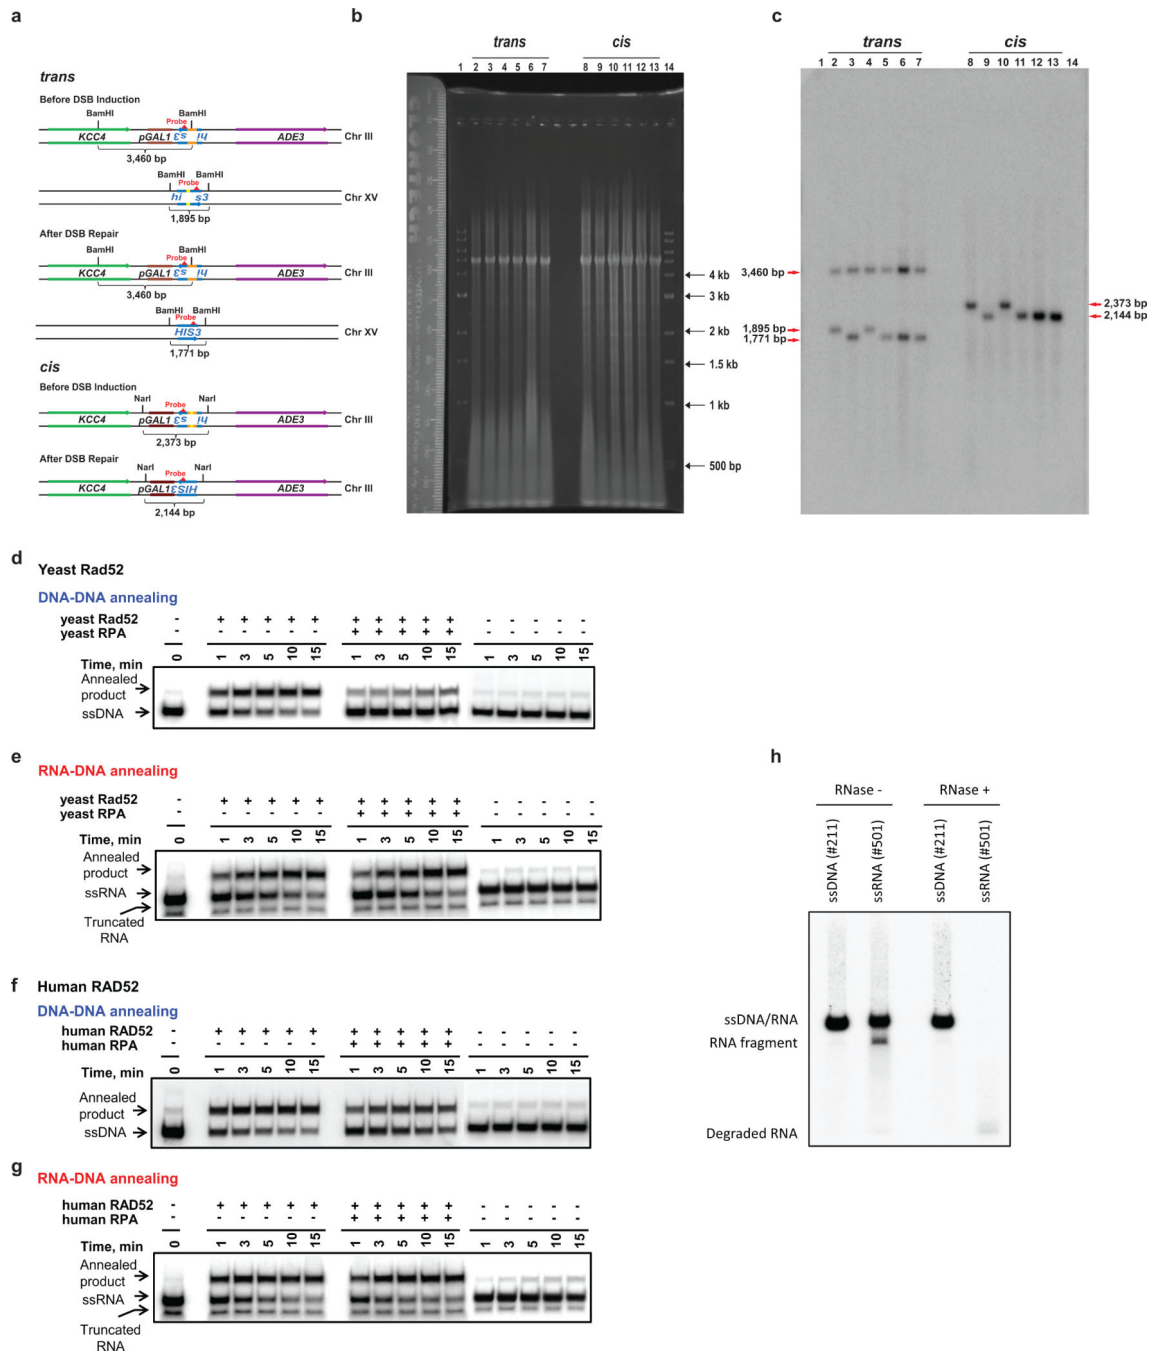 a
trans
Before DSB Induction
BamHI
BamHI
Probe
KCC4
pGAL1
s3
hi
ADE3
Chr III
3,460 bp
BamHI
BamHI
Probe
hi
s3
Chr XV
1,895 bp
After DSB Repair
BamHI
BamHI
Probe
KCC4
pGAL1
s3
hi
ADE3
Chr III
3,460 bp
BamHI
BamHI
Probe
HIS3
Chr XV
1,771 bp
cis
Before DSB Induction
NarI
NarI
Probe
KCC4
pGAL1
s3
hi
ADE3
Chr III
2,373 bp
After DSB Repair
NarI
NarI
Probe
KCC4
pGAL1
HIS3
ADE3
Chr III
2,144 bp
b
trans
cis
1 2 3 4 5 6 7 8 9 10 11 12 13 14
4 kb
3 kb
2 kb
1.5 kb
1 kb
500 bp
c
trans
cis
1 2 3 4 5 6 7 8 9 10 11 12 13 14
3,460 bp
1,895 bp
1,771 bp
2,373 bp
2,144 bp
d
Yeast Rad52
DNA-DNA annealing
yeast Rad52 - + + + + + + + + + + - - - - -
yeast RPA - - - - - - + + + + + - - - - -
Time, min 0 1 3 5 10 15 1 3 5 10 15 1 3 5 10 15
Annealed
product
ssDNA
e
RNA-DNA annealing
yeast Rad52 - + + + + + + + + + + - - - - -
yeast RPA - - - - - - + + + + + - - - - -
Time, min 0 1 3 5 10 15 1 3 5 10 15 1 3 5 10 15
Annealed
product
ssRNA
Truncated
RNA
f
Human RAD52
DNA-DNA annealing
human RAD52 - + + + + + + + + + + - - - - -
human RPA - - - - - - + + + + + - - - - -
Time, min 0 1 3 5 10 15 1 3 5 10 15 1 3 5 10 15
Annealed
product
ssDNA
g
RNA-DNA annealing
human RAD52 - + + + + + + + + + + - - - - -
human RPA - - - - - - + + + + + - - - - -
Time, min 0 1 3 5 10 15 1 3 5 10 15 1 3 5 10 15
Annealed
product
ssRNA
Truncated
RNA
h
RNase - RNase +
ssDNA (#211)
ssRNA (#501)
ssDNA (#211)
ssRNA (#501)
ssDNA/RNA
RNA fragment
Degraded RNA